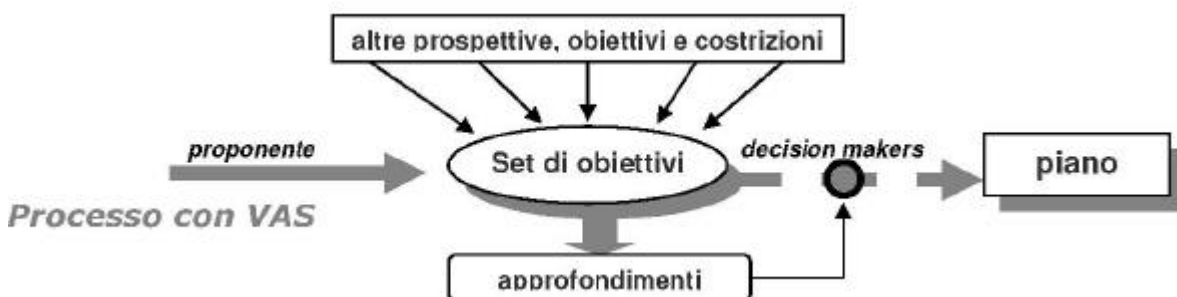 altre prospettive, obiettivi e costrizioni
proponente
Set di obiettivi
decision makers
piano
Processo con VAS
approfondimenti